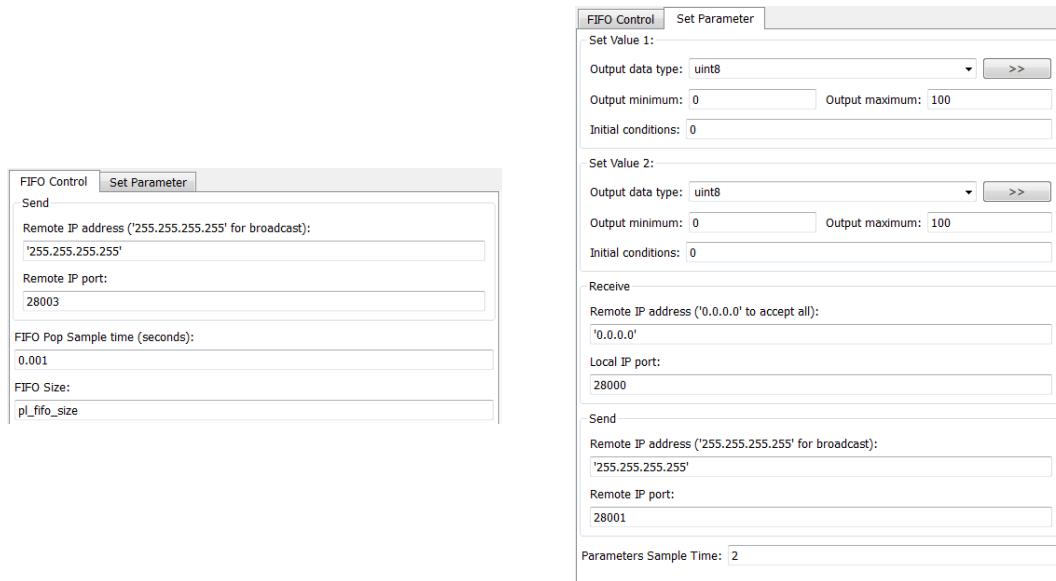 FIFO Control Set Parameter
Send
Remote IP address ('255.255.255.255' for broadcast):
'255.255.255.255'
Remote IP port:
28003
FIFO Pop Sample time (seconds):
0.001
FIFO Size:
pl_fifo_size
FIFO Control Set Parameter
Set Value 1:
Output data type: uint8 >>
Output minimum: 0 Output maximum: 100
Initial conditions: 0
Set Value 2:
Output data type: uint8 >>
Output minimum: 0 Output maximum: 100
Initial conditions: 0
Receive
Remote IP address ('0.0.0.0' to accept all):
'0.0.0.0'
Local IP port:
28000
Send
Remote IP address ('255.255.255.255' for broadcast):
'255.255.255.255'
Remote IP port:
28001
Parameters Sample Time: 2